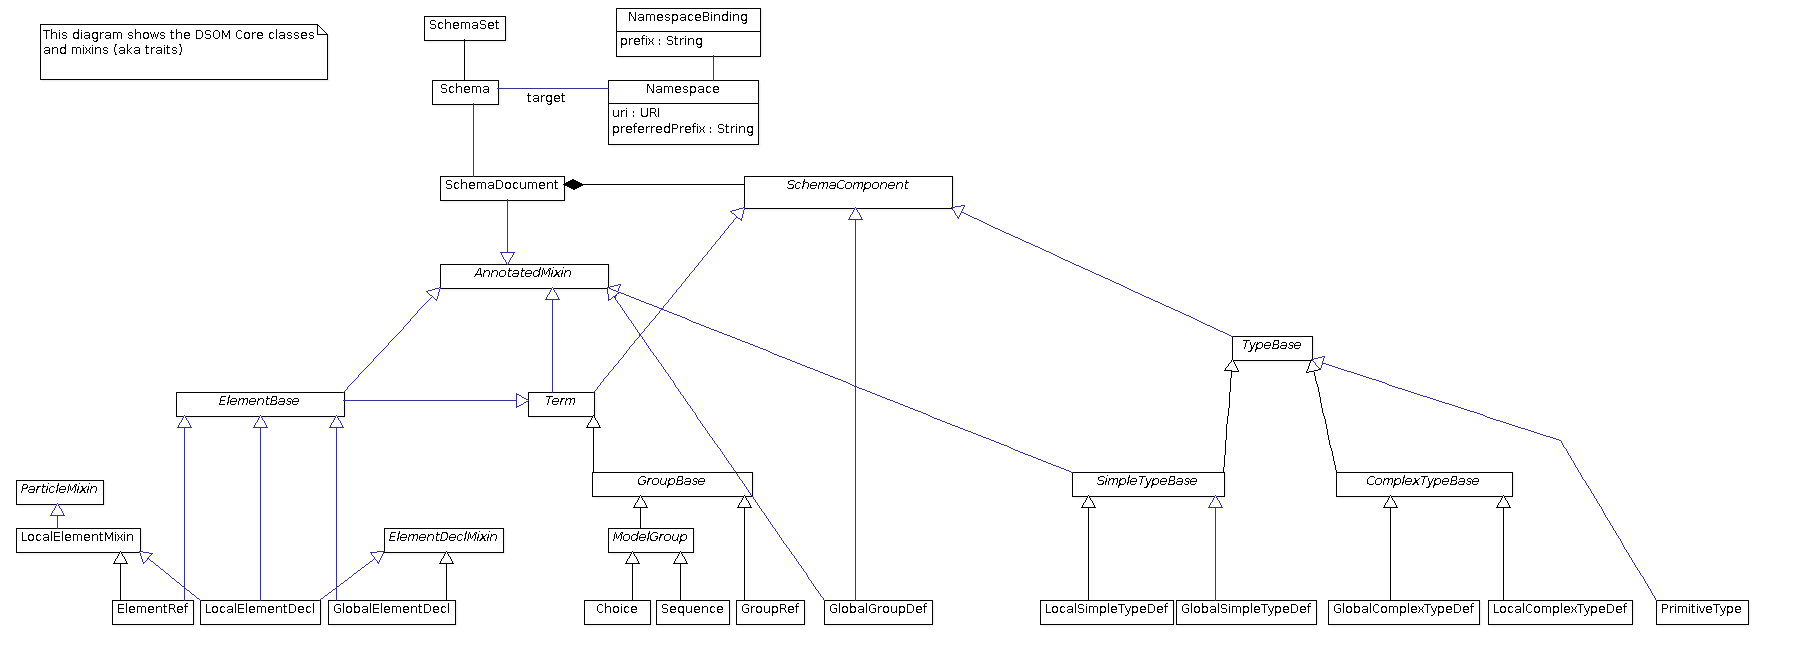 This diagram shows the DSOM Core classes
and mixins (aka traits)
SchemaSet
NamespaceBinding
prefix : String
Schema
target
Namespace
uri : URI
preferredPrefix : String
SchemaDocument
SchemaComponent
AnnotatedMixin
TypeBase
ElementBase
Term
ParticleMixin
GroupBase
SimpleTypeBase
ComplexTypeBase
LocalElementMixin
ElementDeclMixin
ModelGroup
ElementRef
LocalElementDecl
GlobalElementDecl
Choice
Sequence
GroupRef
GlobalGroupDef
LocalSimpleTypeDef
GlobalSimpleTypeDef
GlobalComplexTypeDef
LocalComplexTypeDef
PrimitiveType